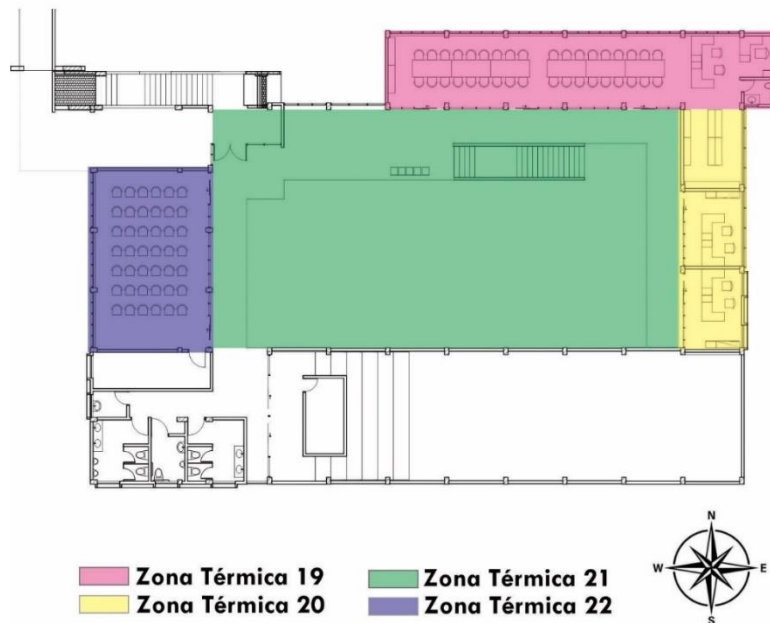 N
W E
S
Zona Térmica 19
Zona Térmica 21
Zona Térmica 20
Zona Térmica 22